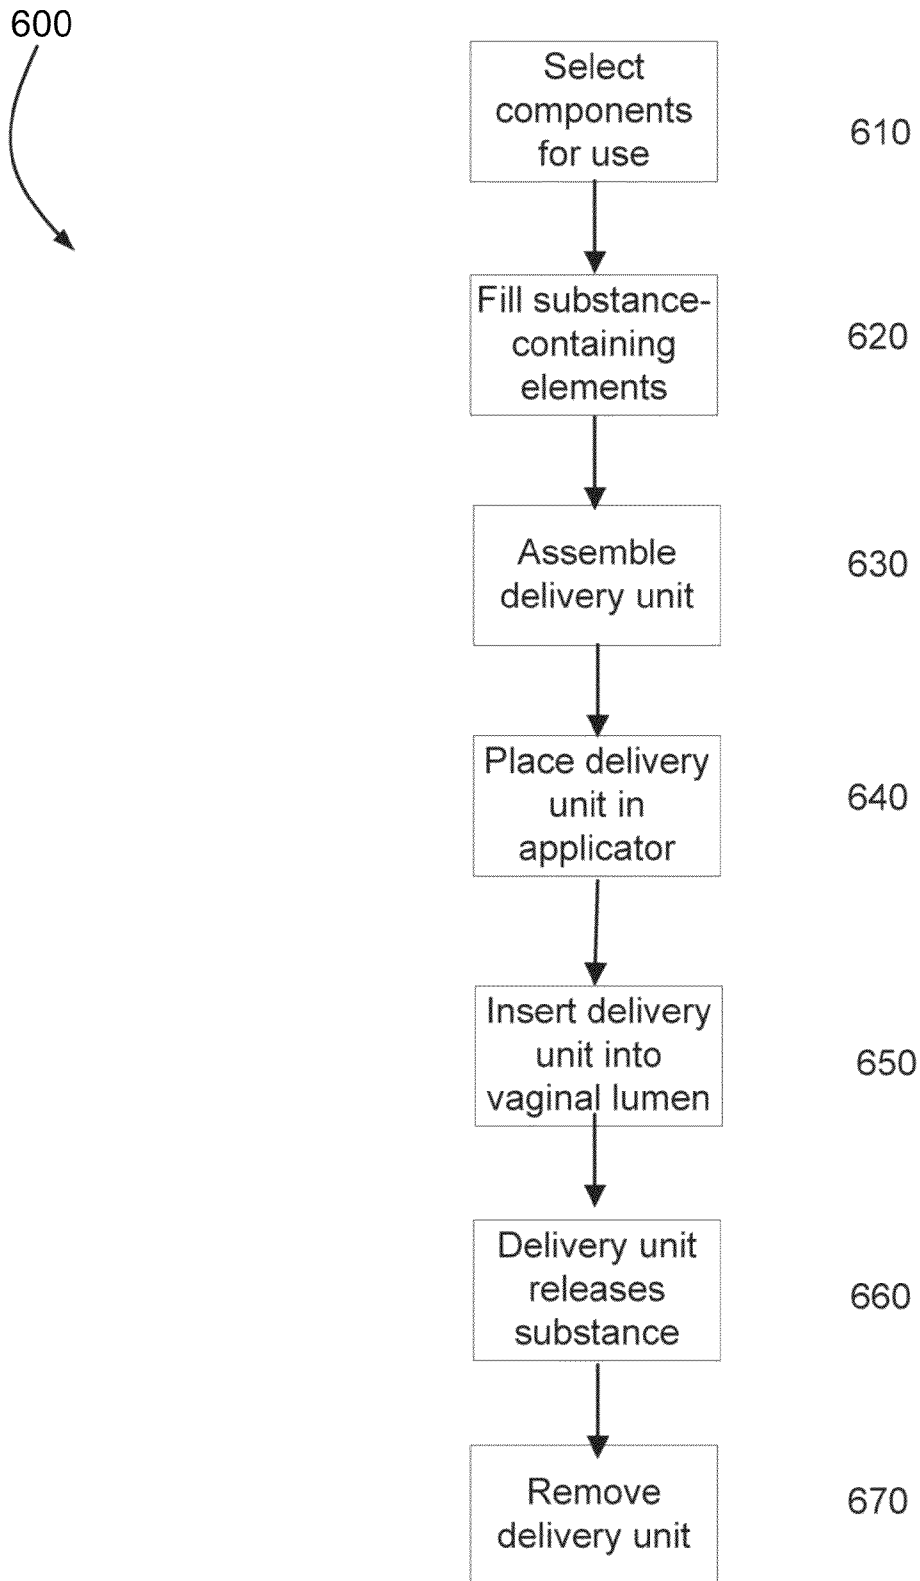 600
Select
components
for use
610
Fill substance-
containing
elements
620
Assemble
delivery unit
630
Place delivery
unit in
applicator
640
Insert delivery
unit into
vaginal lumen
650
Delivery unit
releases
substance
660
Remove
delivery unit
670